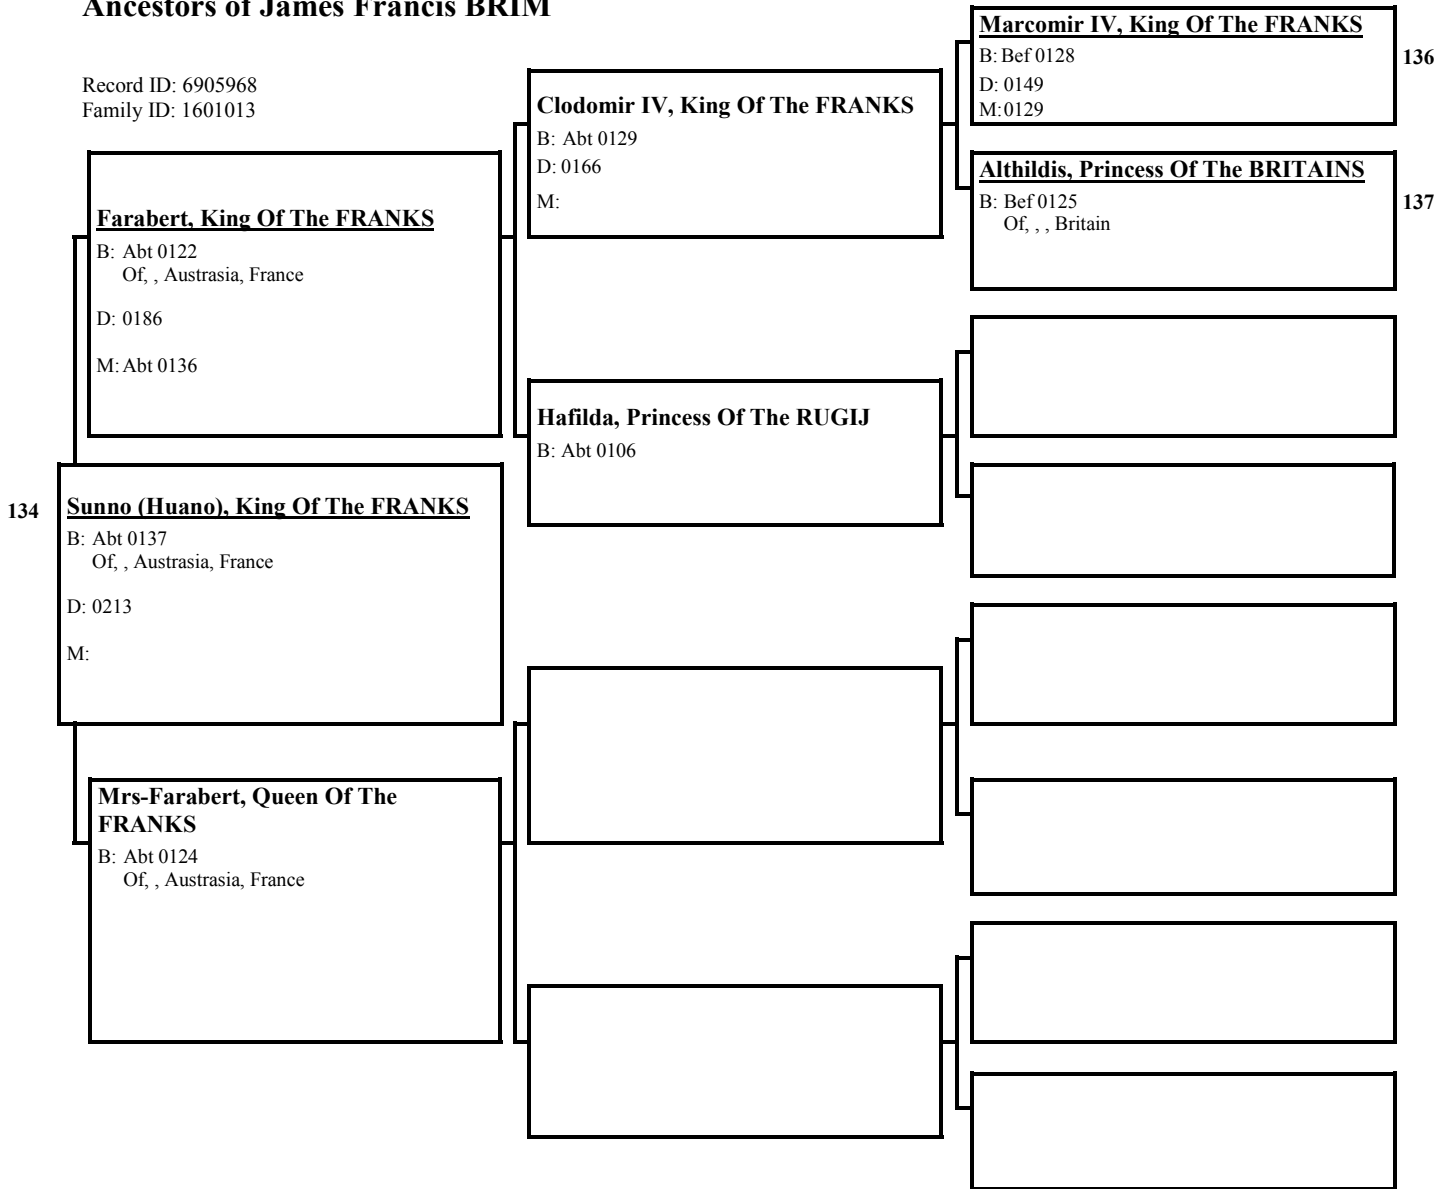 Ancestors of James Francis BRIM
Record ID: 6905968
Family ID: 1601013
Farabert, King Of The FRANKS
B: Abt 0122
Of, , Austrasia, France
D: 0186
M: Abt 0136
134
Sunno (Huano), King Of The FRANKS
B: Abt 0137
Of, , Austrasia, France
D: 0213
M:
Mrs-Farabert, Queen Of The
FRANKS
B: Abt 0124
Of, , Austrasia, France
Clodomir IV, King Of The FRANKS
B: Abt 0129
D: 0166
M:
Hafilda, Princess Of The RUGIJ
B: Abt 0106
Marcomir IV, King Of The FRANKS
B: Bef 0128
D: 0149
M:0129
136
Althildis, Princess Of The BRITAINS
B: Bef 0125
Of, , , Britain
137